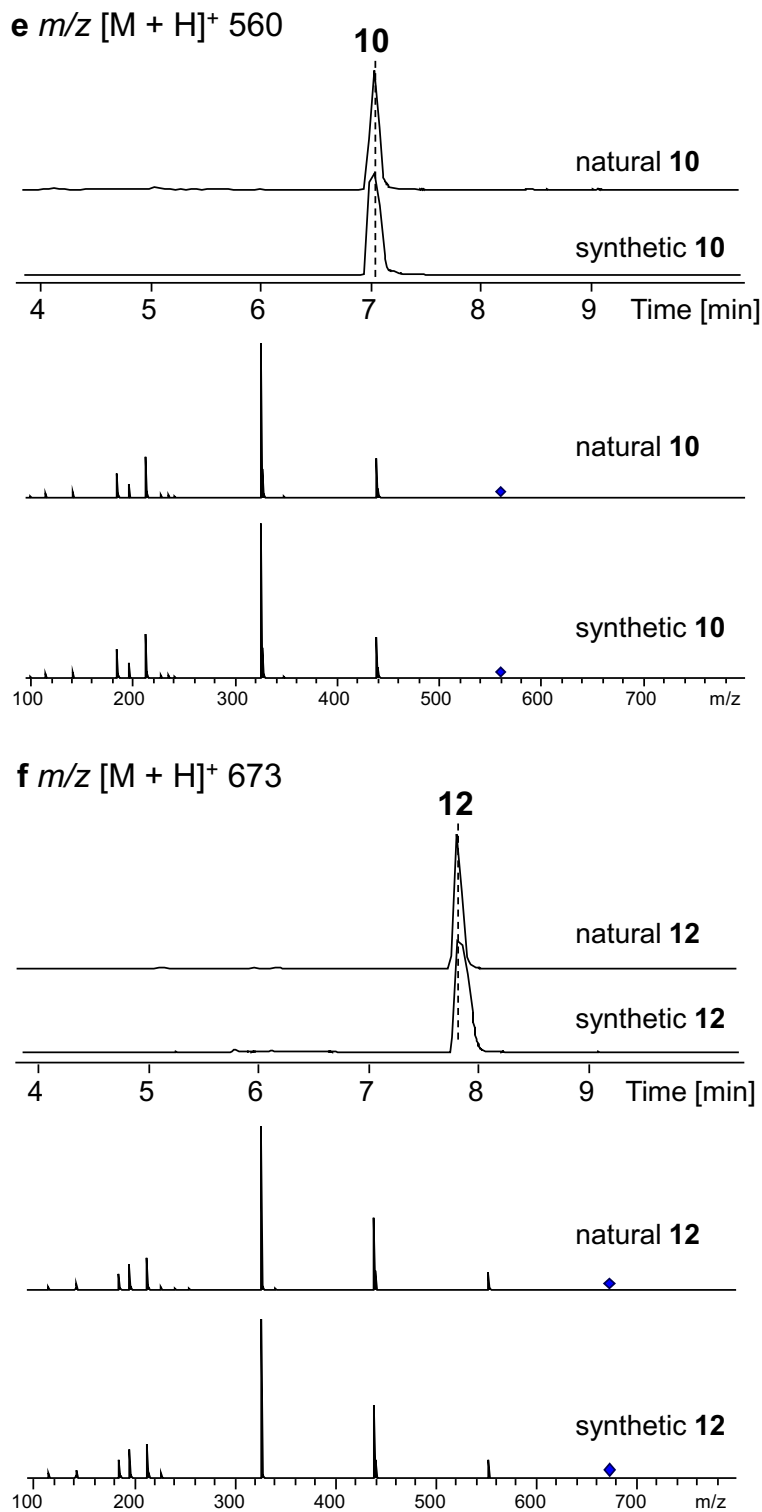 e m/z [M + H]+ 560
10
natural 10
synthetic 10
4 5 6 7 8 9 Time [min]
natural 10
synthetic 10
100 200 300 400 500 600 700 m/z
f m/z [M + H]+ 673
12
natural 12
synthetic 12
4 5 6 7 8 9 Time [min]
natural 12
synthetic 12
100 200 300 400 500 600 700 m/z